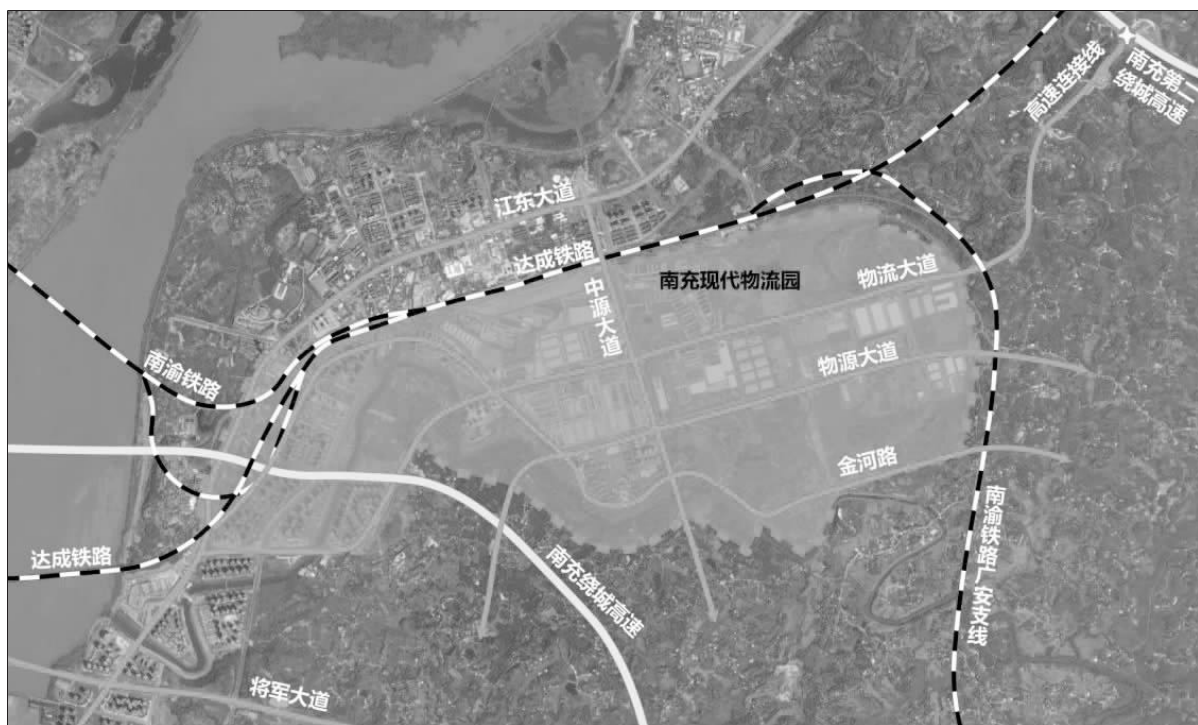 南充第二
绕城高速
高速连接线
江东大道
达成铁路
中源大道
南充现代物流园
物流大道
南渝铁路
物源大道
金河路
达成铁路
南充绕城高速
南渝铁路广安支线
将军大道